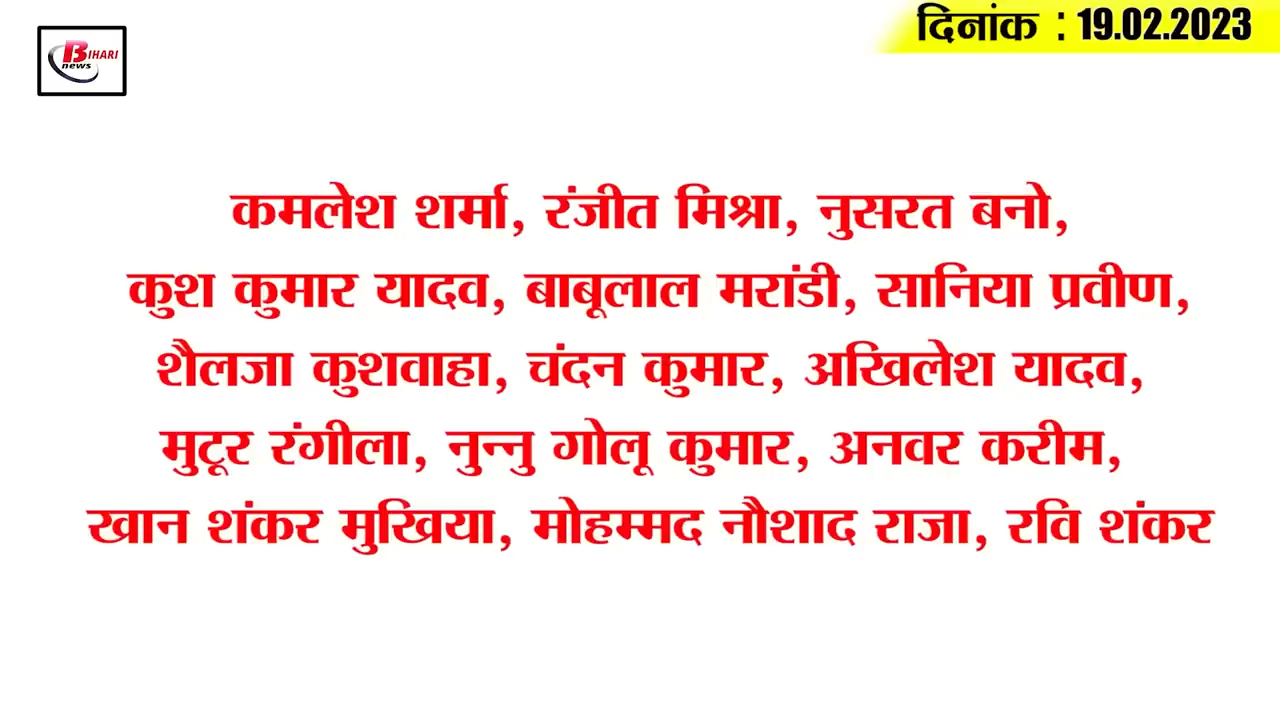 दिनांक : 19.02.2023
BIHARI
news
कमलेश शर्मा, रंजीत मिश्रा, नुसरत बनो,
कुश कुमार यादव, बाबूलाल मरांडी, सानिया प्रवीण,
शैलजा कुशवाहा, चंदन कुमार, अखिलेश यादव,
मुटूर रंगीला, नुन्नु गोलू कुमार, अनवर करीम,
खान शंकर मुखिया, मोहम्मद नौशाद राजा, रवि शंकर